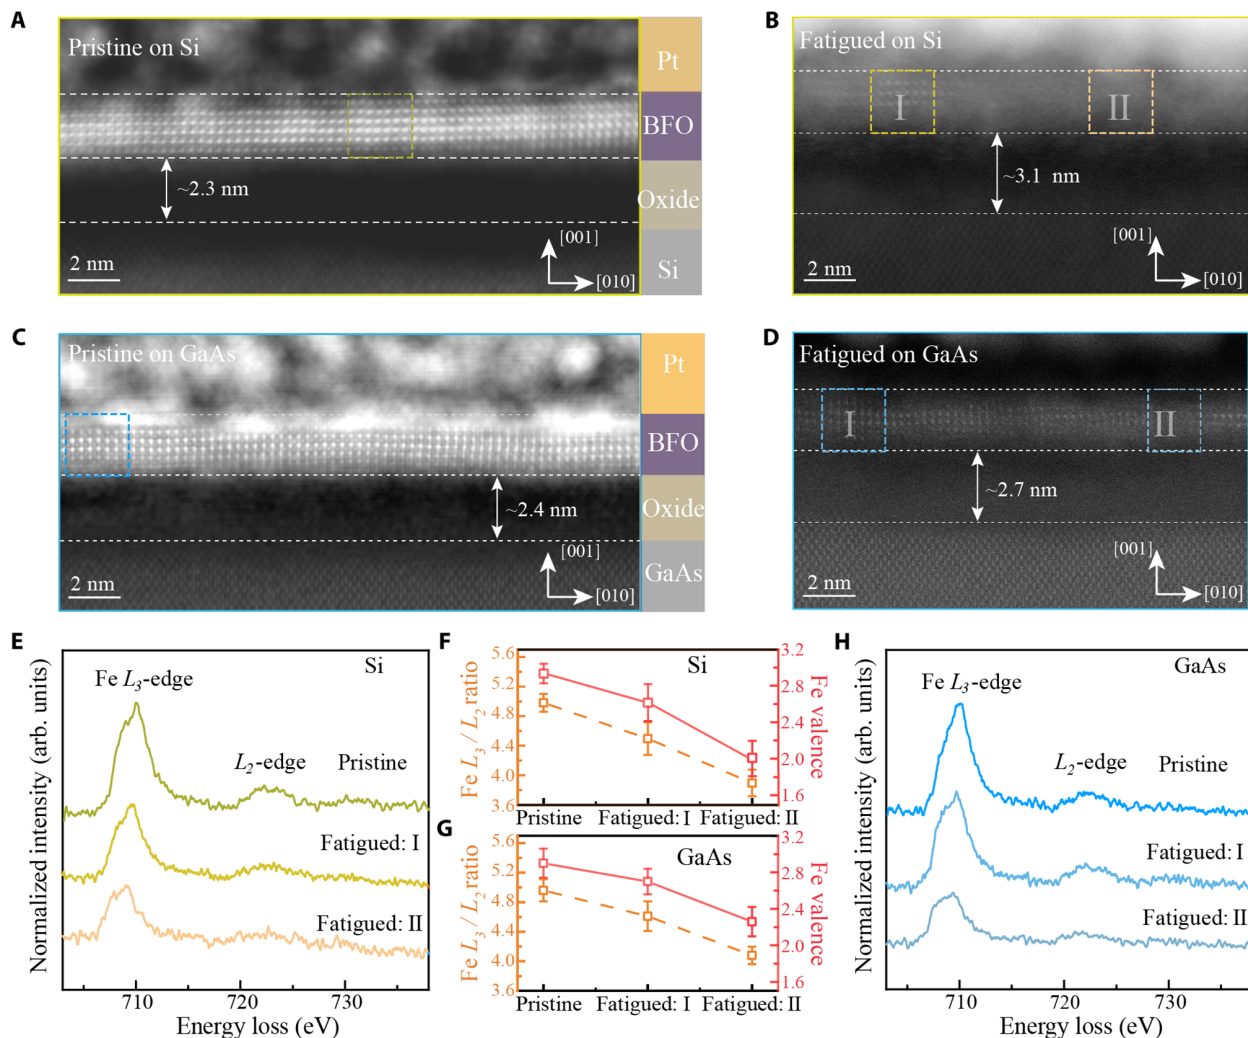 A
Pristine on Si
Pt
BFO
Oxide
Si
~2.3 nm
[001]
[010]
2 nm
B
Fatigued on Si
I
II
~3.1 nm
[001]
[010]
2 nm
C
Pristine on GaAs
Pt
BFO
Oxide
GaAs
~2.4 nm
[001]
[010]
2 nm
D
Fatigued on GaAs
I
II
~2.7 nm
[001]
[010]
2 nm
E
Si
Fe L3-edge
L2-edge
Pristine
Fatigued: I
Fatigued: II
Normalized intensity (arb. units)
710
720
730
Energy loss (eV)
F
Si
Fe L3 / L2 ratio
5.6
5.2
4.8
4.4
4.0
3.6
Fe valence
3.2
2.8
2.4
2.0
1.6
Pristine
Fatigued: I
Fatigued: II
G
GaAs
Fe L3 / L2 ratio
5.6
5.2
4.8
4.4
4.0
3.6
Fe valence
3.2
2.8
2.4
2.0
1.6
Pristine
Fatigued: I
Fatigued: II
H
GaAs
Fe L3-edge
L2-edge
Pristine
Fatigued: I
Fatigued: II
Normalized intensity (arb. units)
710
720
730
Energy loss (eV)